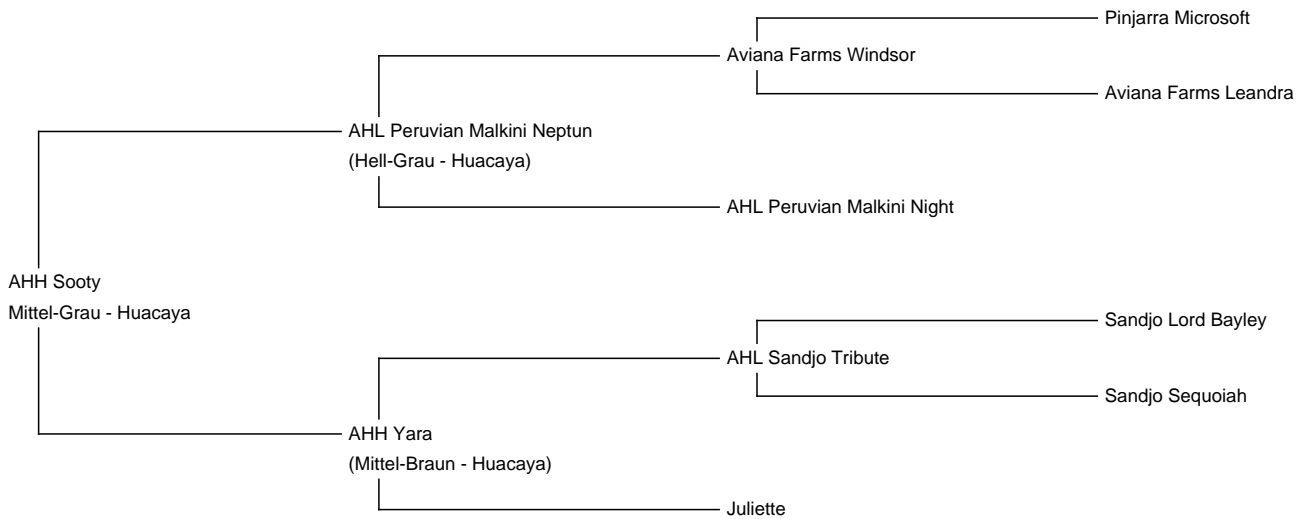 Pinjarra Microsoft
Aviana Farms Windsor
Aviana Farms Leandra
AHL Peruvian Malkini Neptun
(Hell-Grau - Huacaya)
AHL Peruvian Malkini Night
AHH Sooty
Mittel-Grau - Huacaya
Sandjo Lord Bayley
AHL Sandjo Tribute
Sandjo Sequoiah
AHH Yara
(Mittel-Braun - Huacaya)
Juliette